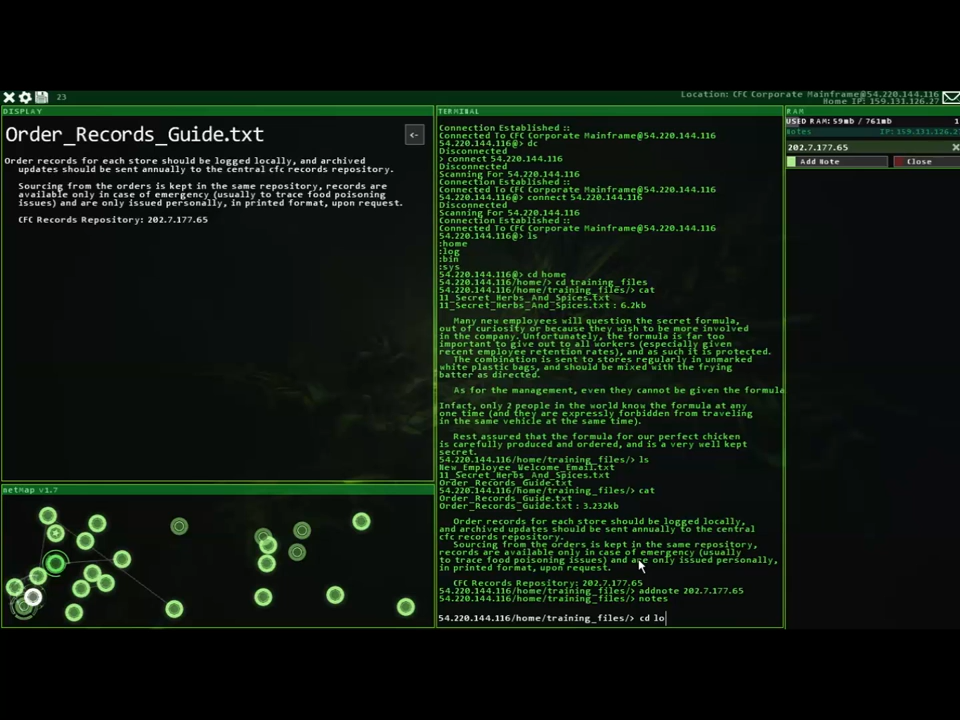 23
Location: CFC Corporate Mainframe@54.220.144.116
Home IP: 159.131.126.27
DISPLAY
Order_Records_Guide.txt
<-
Order records for each store should be logged locally, and archived
updates should be sent annually to the central cfc records repository.
Sourcing from the orders is kept in the same repository, records are
available only in case of emergency (usually to trace food poisoning
issues) and are only issued personally, in printed format, upon request.
CFC Records Repository: 202.7.177.65
netMap v1.7
TERMINAL
Connection Established ::
Connected To CFC Corporate Mainframe@54.220.144.116
54.220.144.116@> dc
Disconnected
> connect 54.220.144.116
Disconnected
Scanning For 54.220.144.116
Connection Established ::
Connected To CFC Corporate Mainframe@54.220.144.116
54.220.144.116@> connect 54.220.144.116
Disconnected
Scanning For 54.220.144.116
Connection Established ::
Connected To CFC Corporate Mainframe@54.220.144.116
54.220.144.116@> ls
:home
:log
:bin
:sys
54.220.144.116@> cd home
54.220.144.116/home/> cd training_files
54.220.144.116/home/training_files/> cat
11_Secret_Herbs_And_Spices.txt
11_Secret_Herbs_And_Spices.txt : 6.2kb
Many new employees will question the secret formula,
out of curiosity or because they wish to be more involved
in the company. Unfortunately, the formula is far too
important to give out to all workers (especially given
recent employee retention rates), and as such it is protected.
The combination is sent to stores regularly in unmarked
white plastic bags, and should be mixed with the frying
batter as directed.
As for the management, even they cannot be given the formula
Infact, only 2 people in the world know the formula at any
one time (and they are expressly forbidden from traveling
in the same vehicle at the same time).
Rest assured that the formula for our perfect chicken
is carefully produced and ordered, and is a very well kept
secret.
54.220.144.116/home/training_files/> ls
New_Employee_Welcome_Email.txt
11_Secret_Herbs_And_Spices.txt
Order_Records_Guide.txt
54.220.144.116/home/training_files/> cat
Order_Records_Guide.txt
Order_Records_Guide.txt : 3.232kb
Order records for each store should be logged locally,
and archived updates should be sent annually to the central
cfc records repository.
Sourcing from the orders is kept in the same repository,
records are available only in case of emergency (usually
to trace food poisoning issues) and are only issued personally,
in printed format, upon request.
CFC Records Repository: 202.7.177.65
54.220.144.116/home/training_files/> addnote 202.7.177.65
54.220.144.116/home/training_files/> notes
54.220.144.116/home/training_files/> cd lo
RAM
USED RAM: 59mb / 761mb
1
Notes
IP:159.131.126.2
202.7.177.65
Add Note
Close